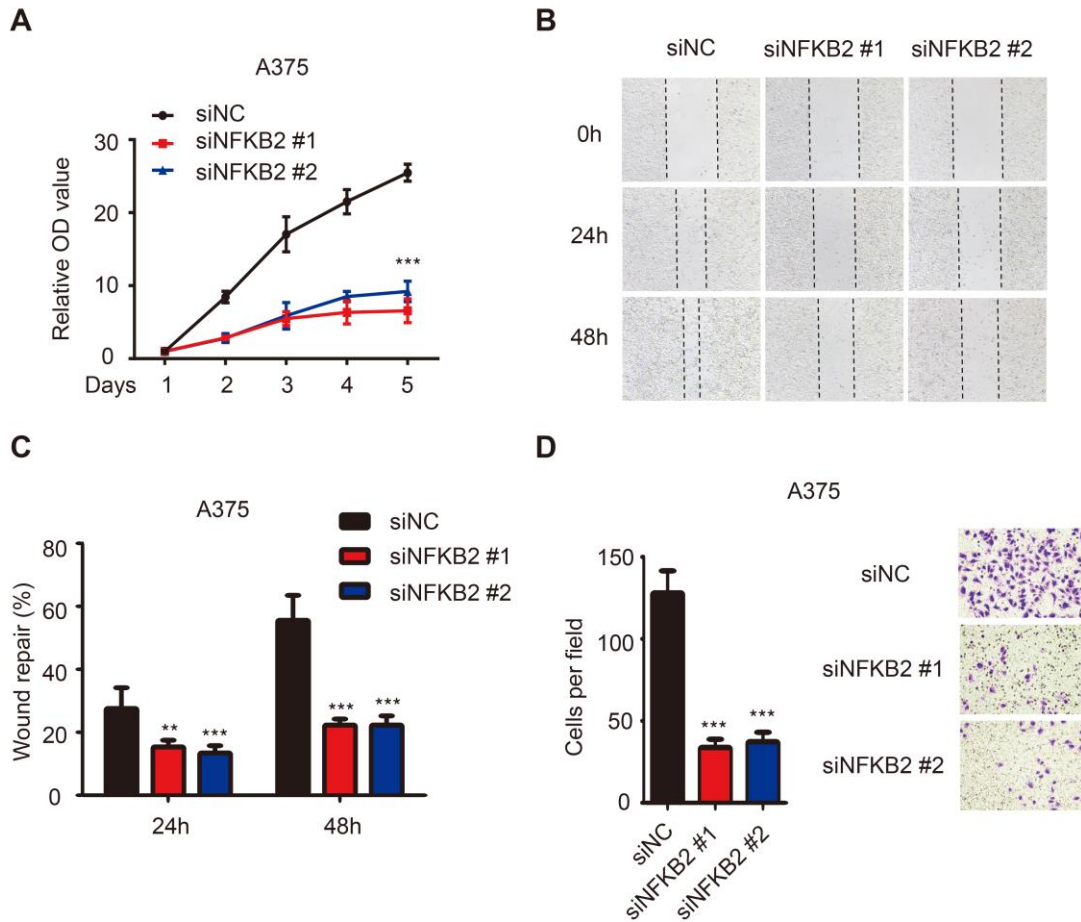 A
A375
siNC
siNFKB2 #1
siNFKB2 #2
Relative OD value
30
20
10
0
***
Days 1 2 3 4 5
B
siNC siNFKB2 #1 siNFKB2 #2
0h
24h
48h
C
A375
siNC
siNFKB2 #1
siNFKB2 #2
Wound repair (%)
80
60
40
20
0
** *** *** ***
24h 48h
D
A375
Cells per field
150
100
50
0
*** ***
siNC siNFKB2 #1 siNFKB2 #2
siNC
siNFKB2 #1
siNFKB2 #2